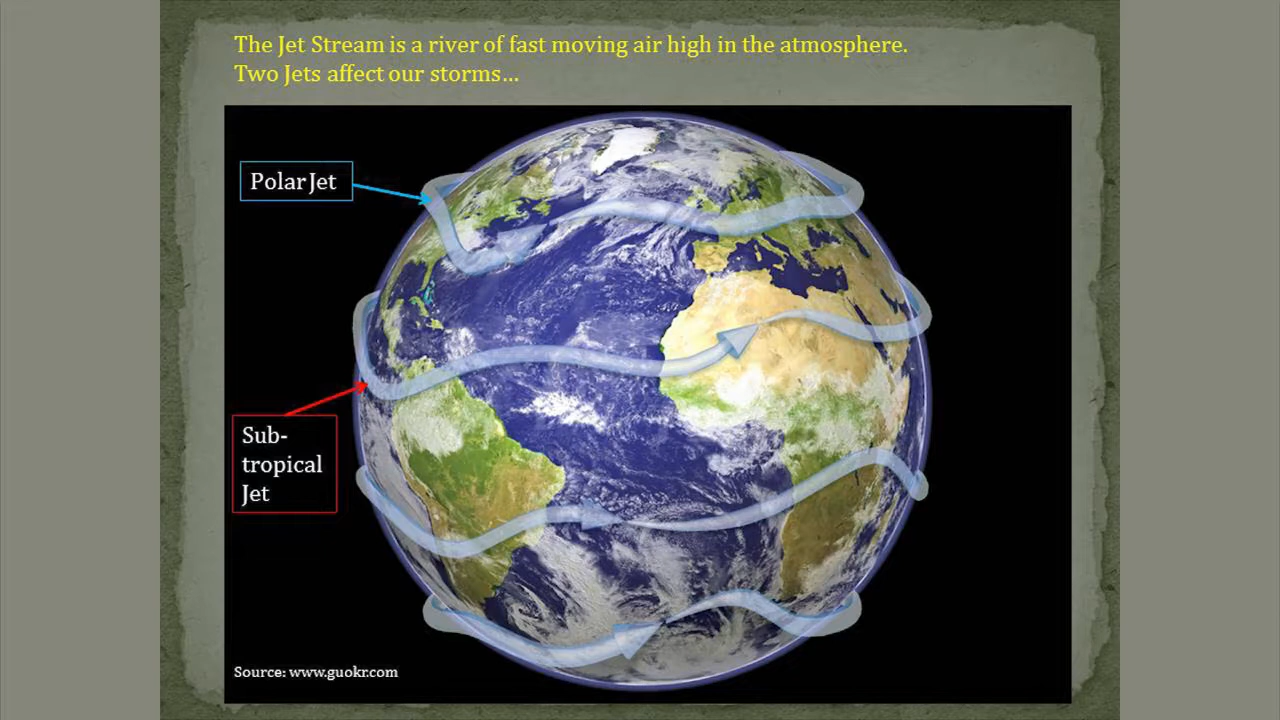 The Jet Stream is a river of fast moving air high in the atmosphere.
Two Jets affect our storms…
Polar Jet
Sub-
tropical
Jet
Source: www.guokr.com